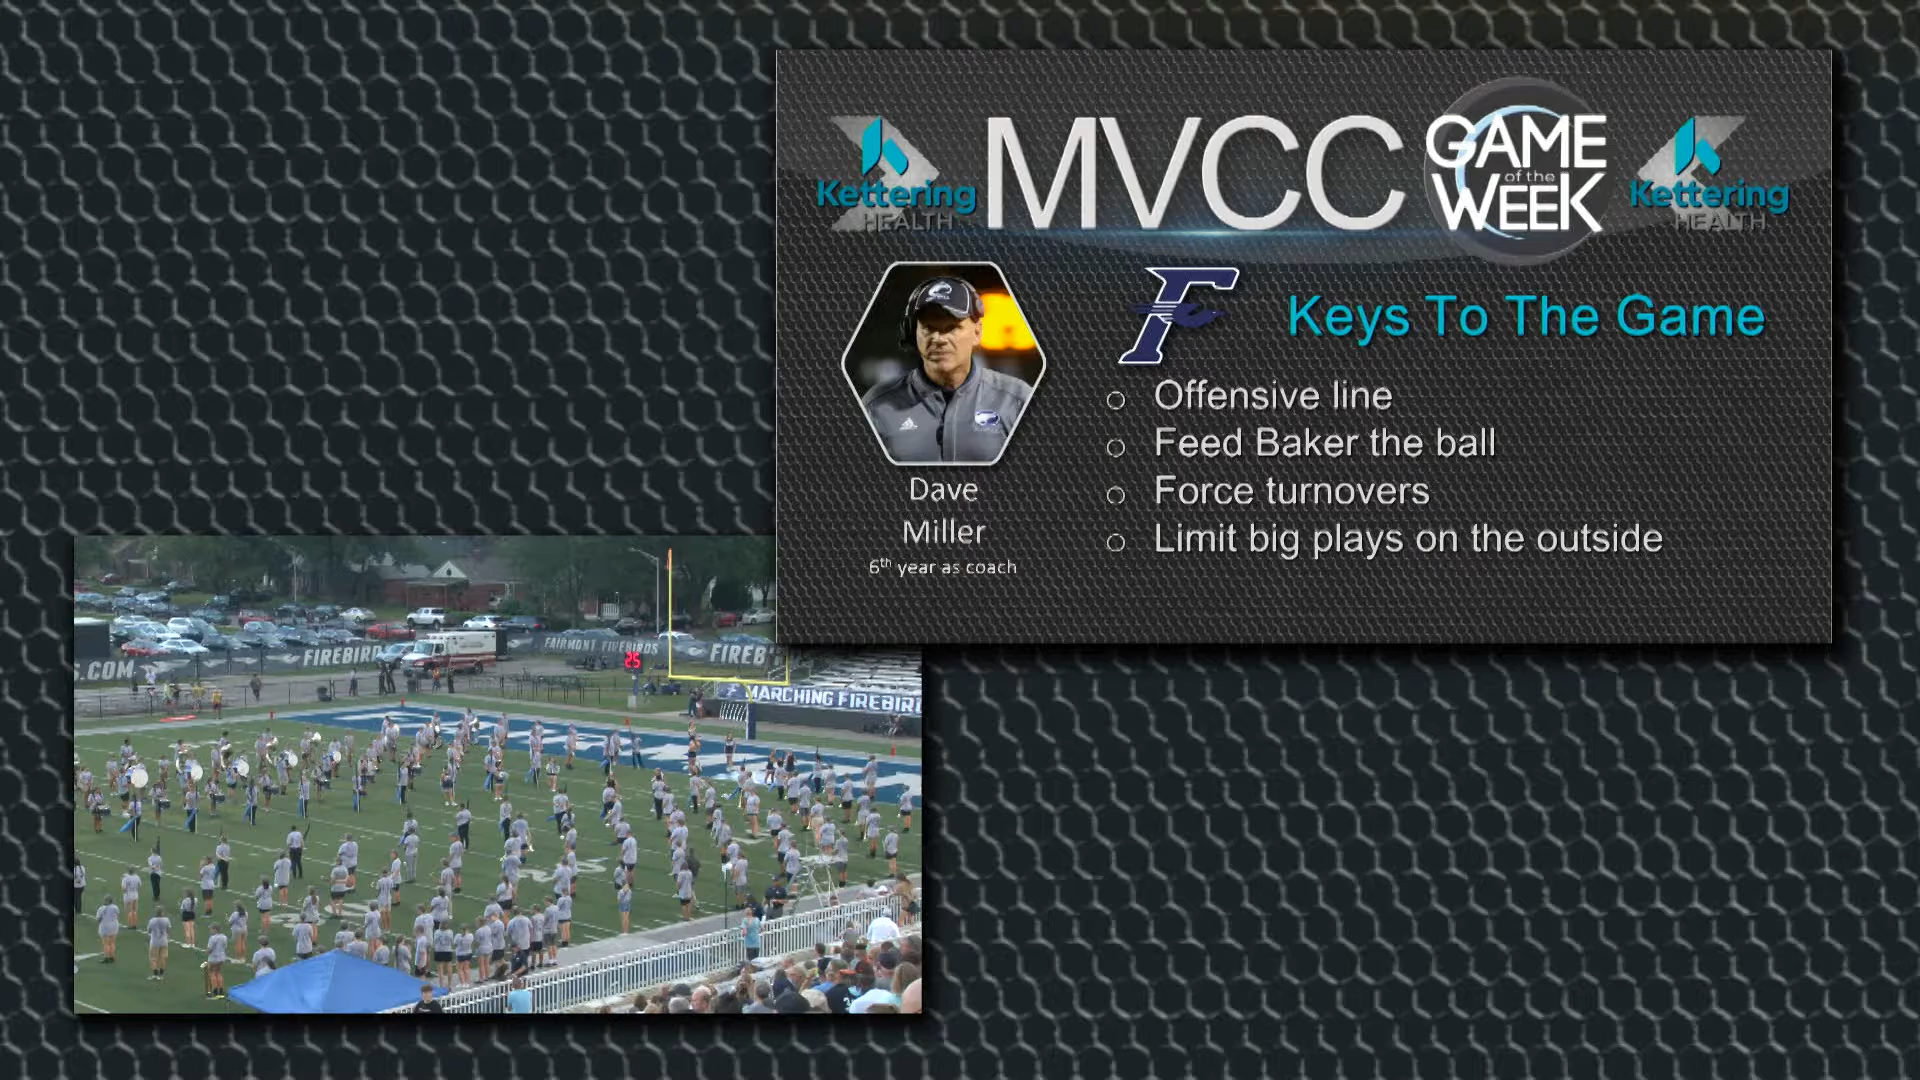 Kettering
HEALTH
MVCC
GAME
of the
WEEK
Kettering
HEALTH
F
Keys To The Game
Dave
Miller
6th year as coach
○ Offensive line
○ Feed Baker the ball
○ Force turnovers
○ Limit big plays on the outside
S.COM
FIREBIRD
FAIRMONT FIREBIRDS
FIREB
25
MARCHING FIREBIRD